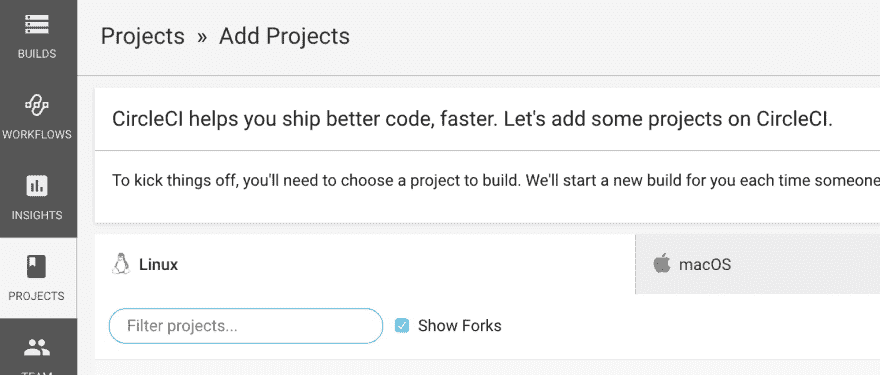 BUILDS
WORKFLOWS
INSIGHTS
PROJECTS
TEAM
Projects » Add Projects
CircleCI helps you ship better code, faster. Let's add some projects on CircleCI.
To kick things off, you'll need to choose a project to build. We'll start a new build for you each time someone
Linux
macOS
Filter projects...
Show Forks